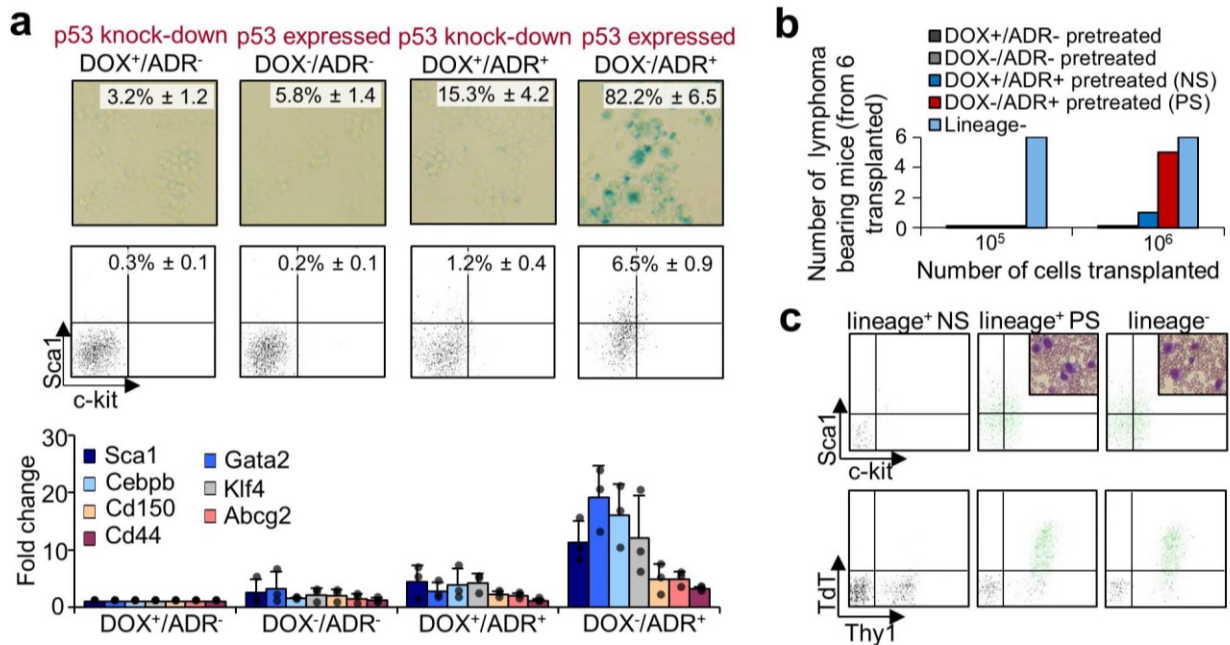 a
p53 knock-down p53 expressed p53 knock-down p53 expressed
DOX⁺/ADR⁻ DOX⁻/ADR⁻ DOX⁺/ADR⁺ DOX⁻/ADR⁺
3.2% ± 1.2 5.8% ± 1.4 15.3% ± 4.2 82.2% ± 6.5
0.3% ± 0.1 0.2% ± 0.1 1.2% ± 0.4 6.5% ± 0.9
Sca1
c-kit
Fold change
30
20
10
0
Sca1
Cebpb
Cd150
Cd44
Gata2
Klf4
Abcg2
DOX⁺/ADR⁻ DOX⁻/ADR⁻ DOX⁺/ADR⁺ DOX⁻/ADR⁺
b
DOX+/ADR- pretreated
DOX-/ADR- pretreated
DOX+/ADR+ pretreated (NS)
DOX-/ADR+ pretreated (PS)
Lineage-
Number of lymphoma
bearing mice (from 6
transplanted)
6
4
2
0
10⁵ 10⁶
Number of cells transplanted
c
lineage⁺ NS lineage⁺ PS lineage⁻
Sca1
c-kit
TdT
Thy1